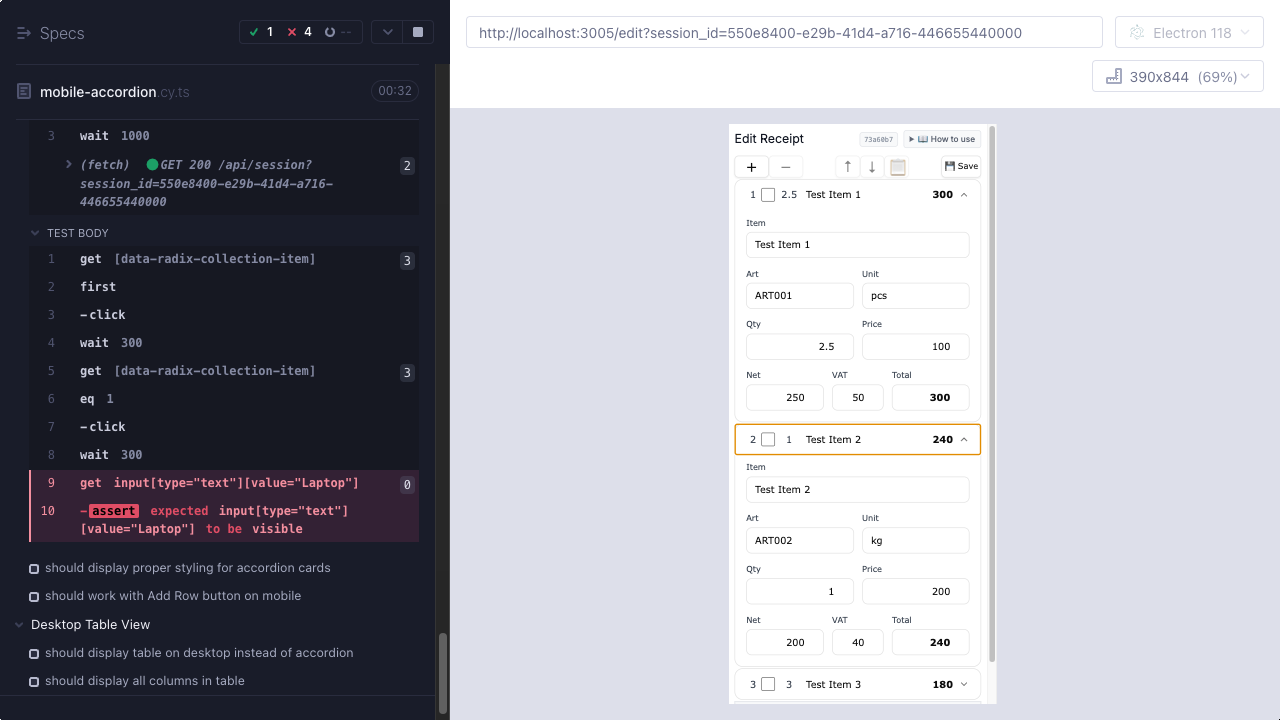 Specs
1
4
--
mobile-accordion.cy.ts
00:32
3 wait 1000
(fetch) GET 200 /api/session? 2
session_id=550e8400-e29b-41d4-a716-
446655440000
TEST BODY
1 get [data-radix-collection-item] 3
2 first
3 -click
4 wait 300
5 get [data-radix-collection-item] 3
6 eq 1
7 -click
8 wait 300
9 get input[type="text"][value="Laptop"] 0
10 -assert expected input[type="text"]
[value="Laptop"] to be visible
should display proper styling for accordion cards
should work with Add Row button on mobile
Desktop Table View
should display table on desktop instead of accordion
should display all columns in table
http://localhost:3005/edit?session_id=550e8400-e29b-41d4-a716-446655440000
Electron 118
390x844 (69%)
Edit Receipt
73a60b7
▶ 📖 How to use
+ − ↑ ↓ 📋 💾 Save
1 2.5 Test Item 1 300
Item
Test Item 1
Art Unit
ART001 pcs
Qty Price
2.5 100
Net VAT Total
250 50 300
2 1 Test Item 2 240
Item
Test Item 2
Art Unit
ART002 kg
Qty Price
1 200
Net VAT Total
200 40 240
3 3 Test Item 3 180